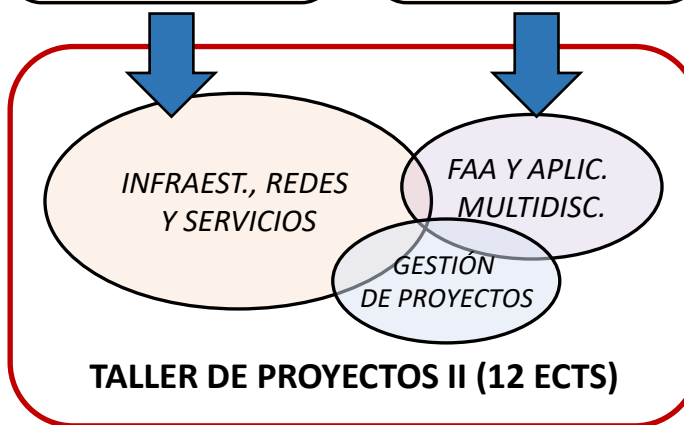 INFRAEST., REDES
Y SERVICIOS
FAA Y APLIC.
MULTIDISC.
GESTIÓN
DE PROYECTOS
TALLER DE PROYECTOS II (12 ECTS)